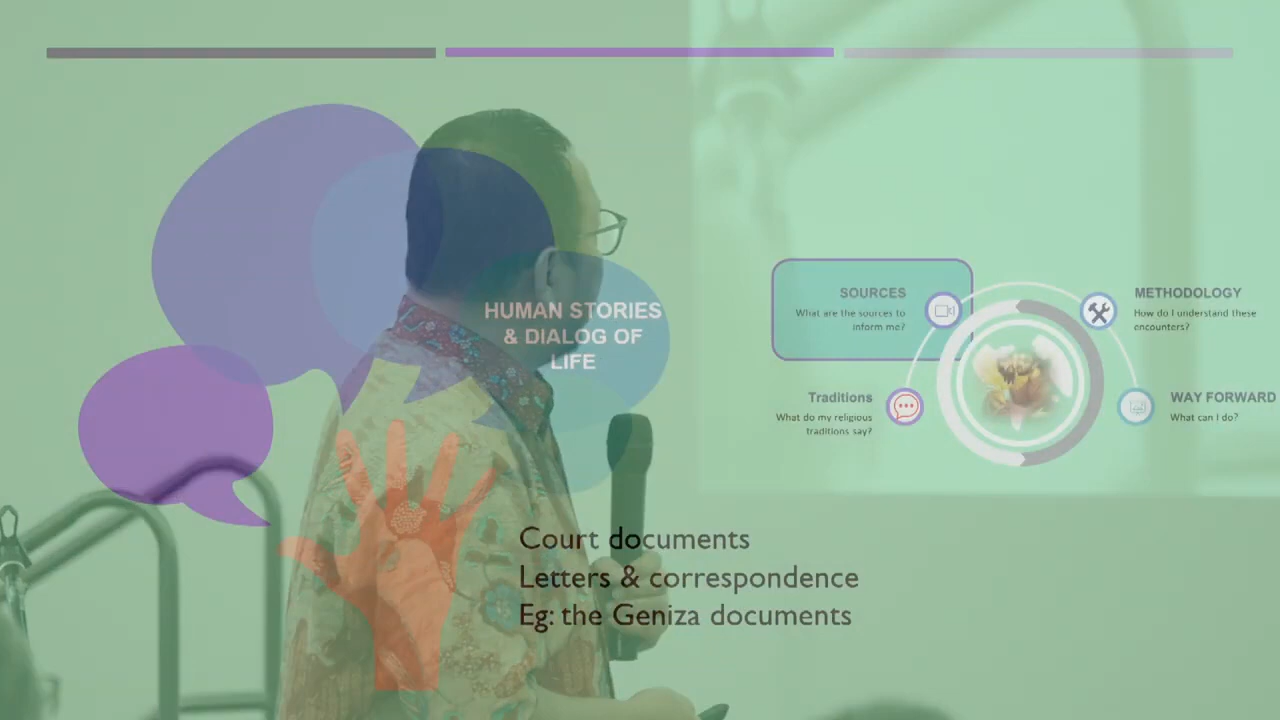 HUMAN STORIES
& DIALOG OF
LIFE
SOURCES
What are the sources to
inform me?
METHODOLOGY
How do I understand these
encounters?
Traditions
What do my religious
traditions say?
WAY FORWARD
What can I do?
Court documents
Letters & correspondence
Eg: the Geniza documents